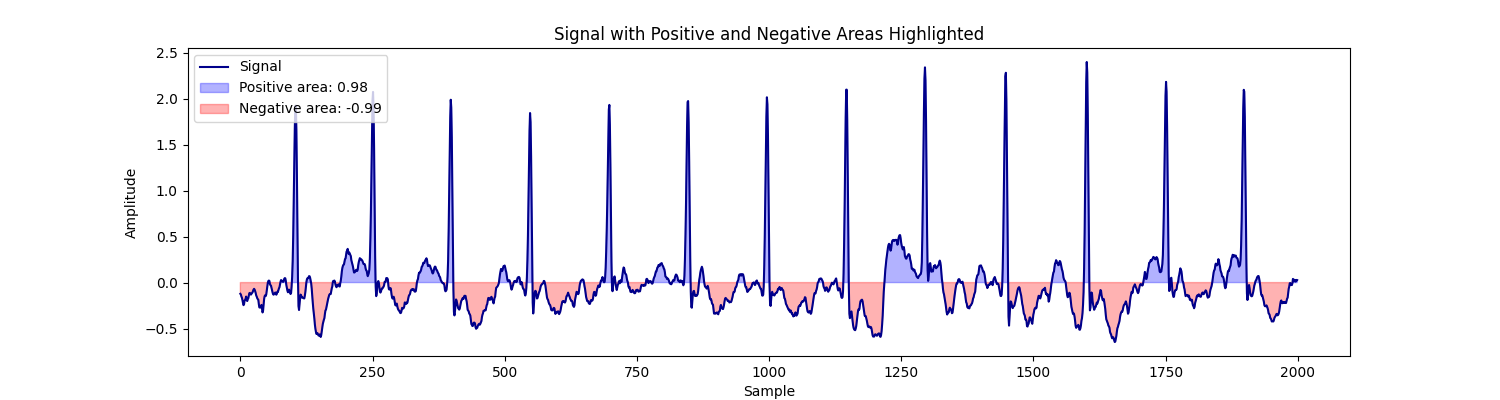 Signal with Positive and Negative Areas Highlighted
2.5
2.0
1.5
1.0
0.5
0.0
−0.5
Amplitude
Signal
Positive area: 0.98
Negative area: -0.99
0 250 500 750 1000 1250 1500 1750 2000
Sample